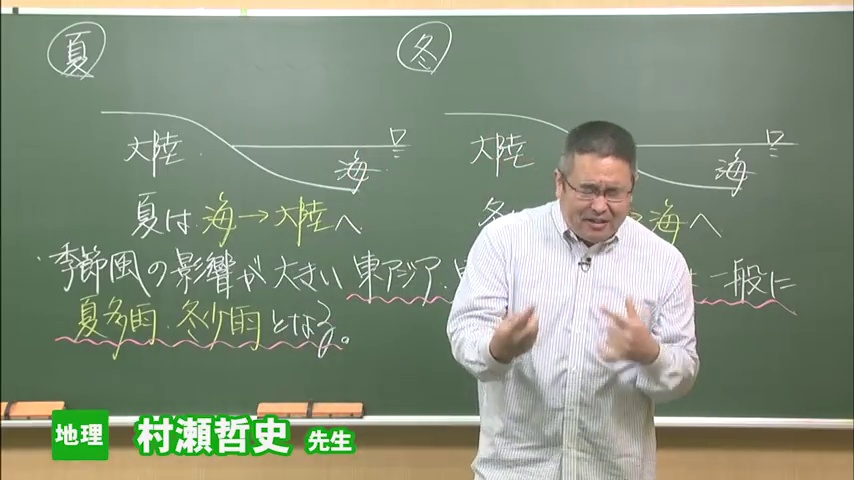 夏
冬
大陸
海
大陸
海
夏は海→大陸へ
冬 海へ
季節風の影響が大きい東アジア 一般に
夏多雨・冬少雨となる。
地理 村瀬哲史 先生